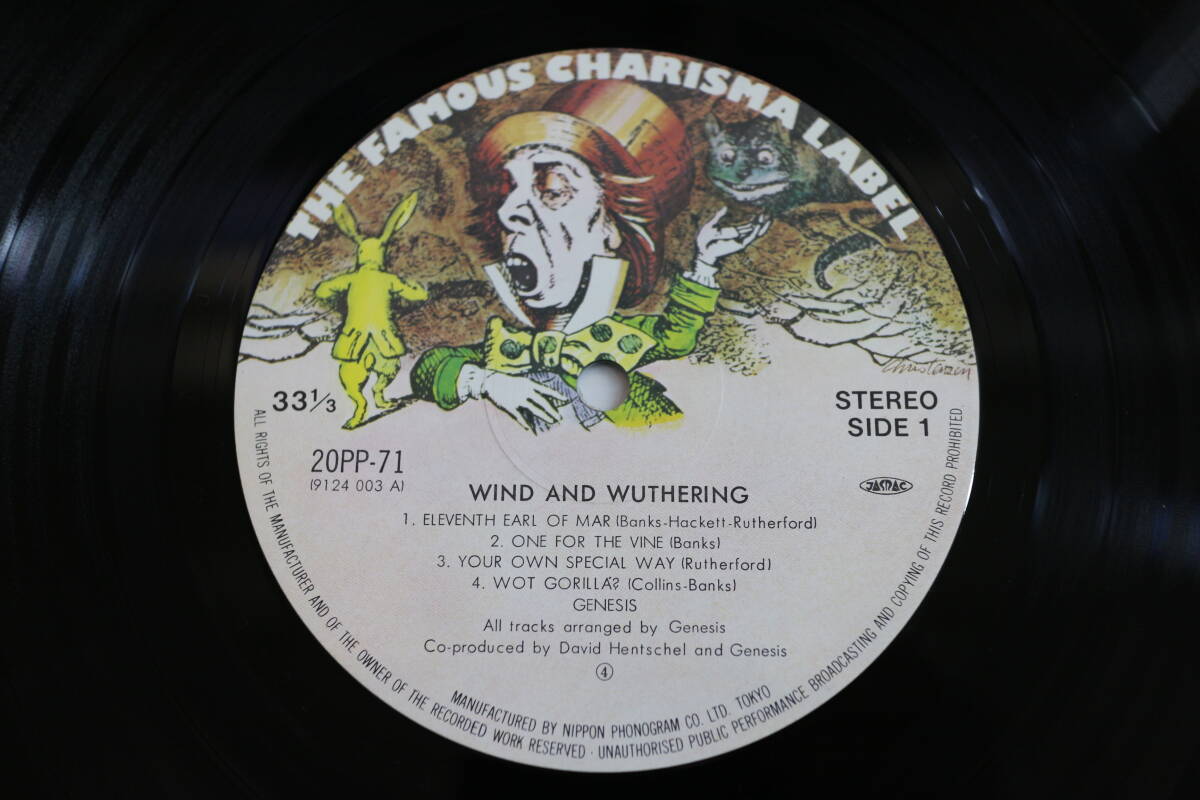 THE FAMOUS CHARISMA LABEL
Christensen
33 1/3
STEREO
SIDE 1
20PP-71
(9124 003 A)
JASRAC
WIND AND WUTHERING
1. ELEVENTH EARL OF MAR (Banks-Hackett-Rutherford)
2. ONE FOR THE VINE (Banks)
3. YOUR OWN SPECIAL WAY (Rutherford)
4. WOT GORILLA? (Collins-Banks)
GENESIS
All tracks arranged by Genesis
Co-produced by David Hentschel and Genesis
④
MANUFACTURED BY NIPPON PHONOGRAM CO. LTD. TOKYO
ALL RIGHTS OF THE MANUFACTURER AND OF THE OWNER OF THE RECORDED WORK RESERVED · UNAUTHORISED PUBLIC PERFORMANCE BROADCASTING AND COPYING OF THIS RECORD PROHIBITED.